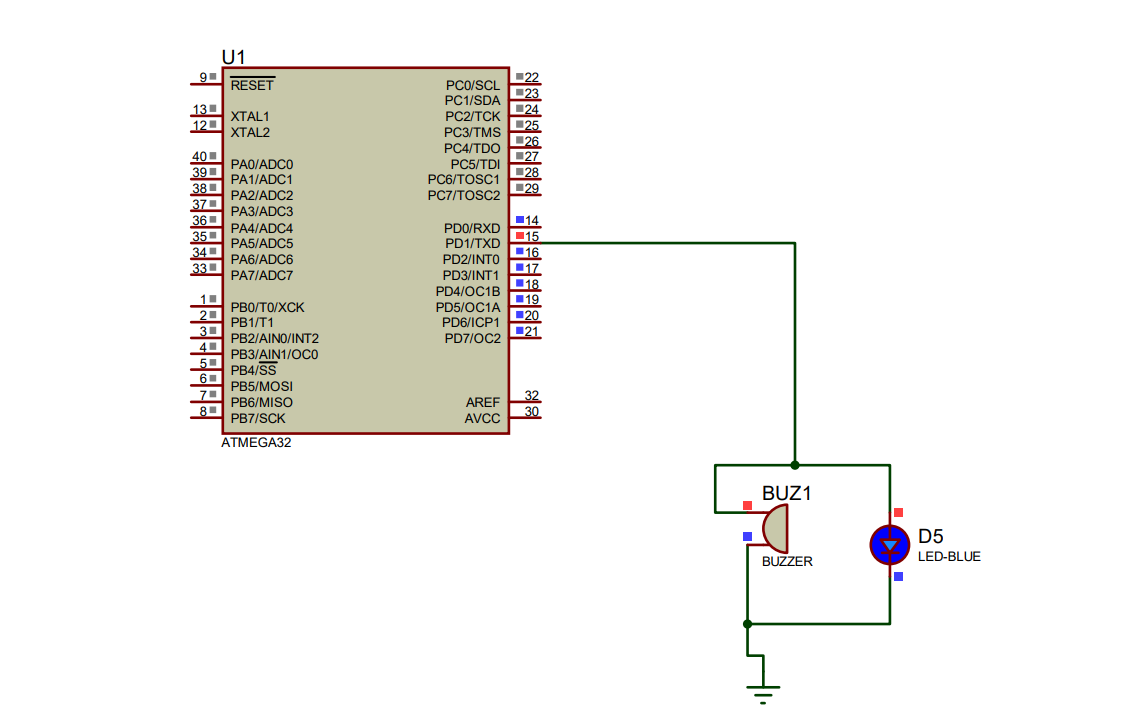 U1
9 RESET
13 XTAL1
12 XTAL2
40 PA0/ADC0
39 PA1/ADC1
38 PA2/ADC2
37 PA3/ADC3
36 PA4/ADC4
35 PA5/ADC5
34 PA6/ADC6
33 PA7/ADC7
1 PB0/T0/XCK
2 PB1/T1
3 PB2/AIN0/INT2
4 PB3/AIN1/OC0
5 PB4/SS
6 PB5/MOSI
7 PB6/MISO
8 PB7/SCK
PC0/SCL 22
PC1/SDA 23
PC2/TCK 24
PC3/TMS 25
PC4/TDO 26
PC5/TDI 27
PC6/TOSC1 28
PC7/TOSC2 29
PD0/RXD 14
PD1/TXD 15
PD2/INT0 16
PD3/INT1 17
PD4/OC1B 18
PD5/OC1A 19
PD6/ICP1 20
PD7/OC2 21
AREF 32
AVCC 30
ATMEGA32
BUZ1
BUZZER
D5
LED-BLUE